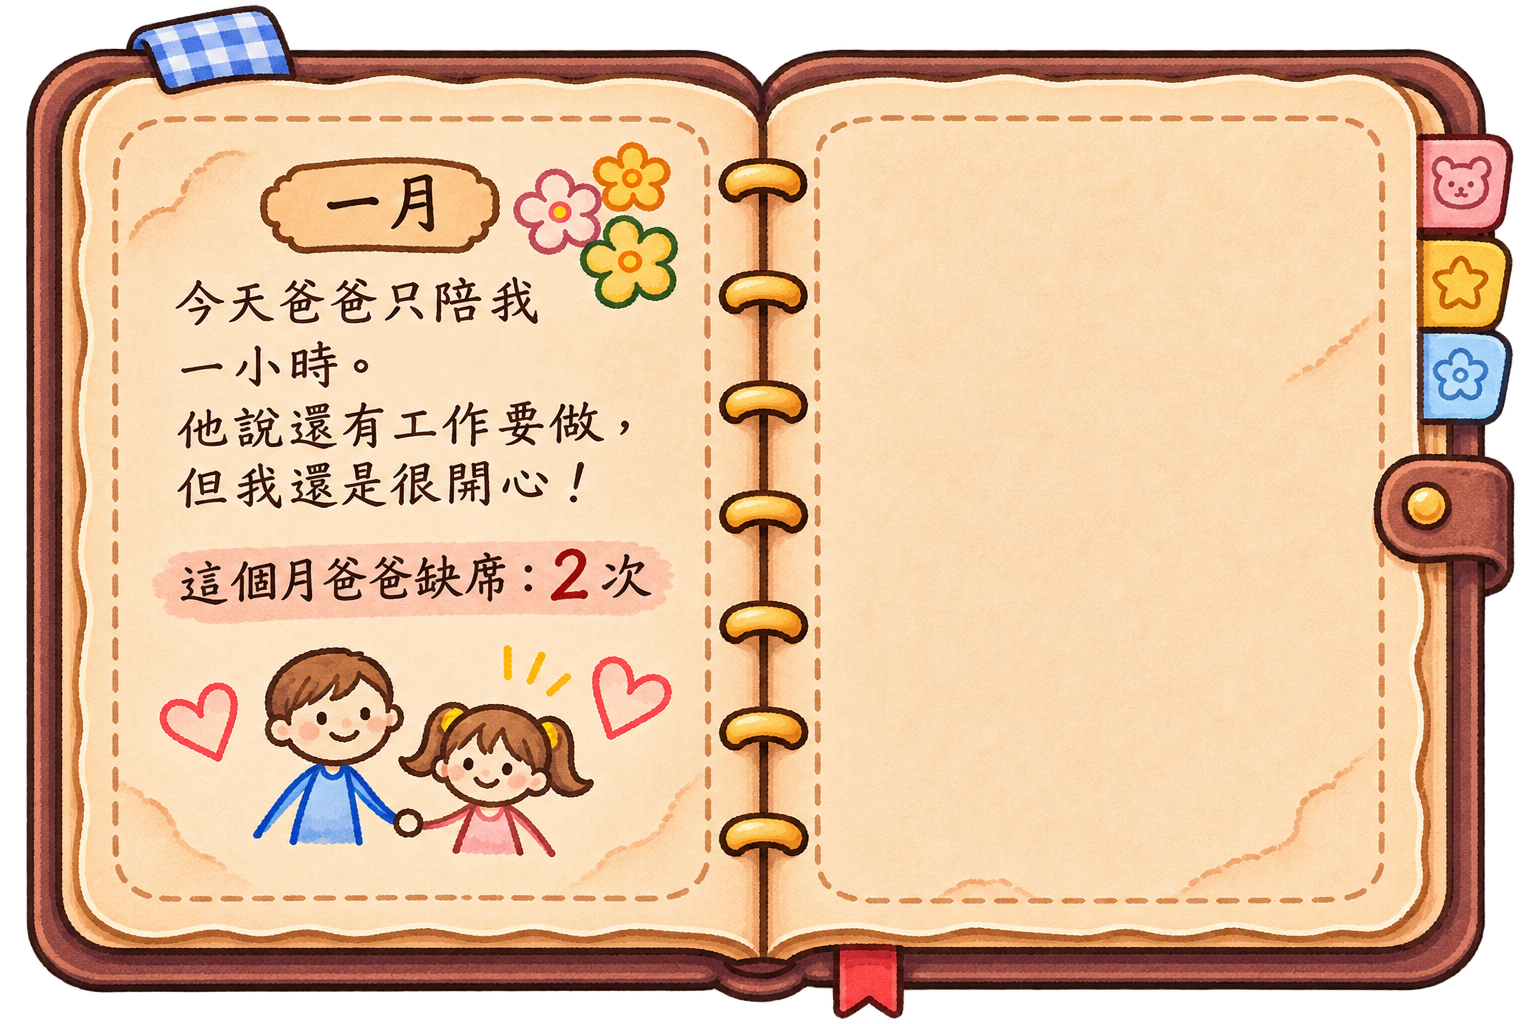 一月
今天爸爸只陪我
一小時。
他說還有工作要做，
但我還是很開心！
這個月爸爸缺席：2次